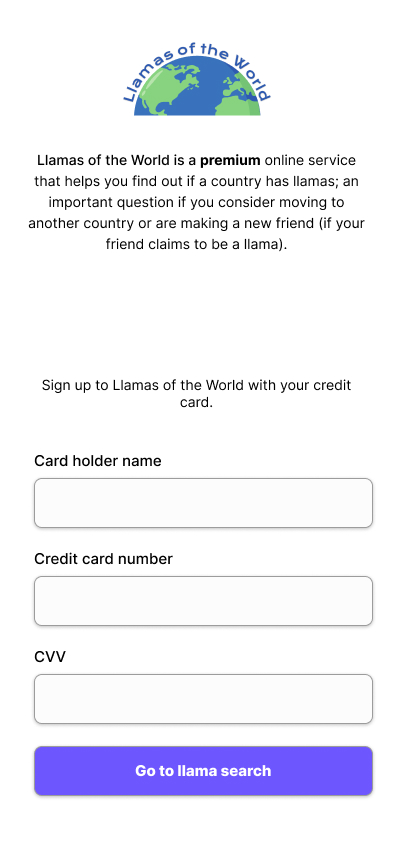 Llamas of the World
Llamas of the World is a premium online service
that helps you find out if a country has llamas; an
important question if you consider moving to
another country or are making a new friend (if your
friend claims to be a llama).
Sign up to Llamas of the World with your credit
card.
Card holder name
Credit card number
CVV
Go to llama search